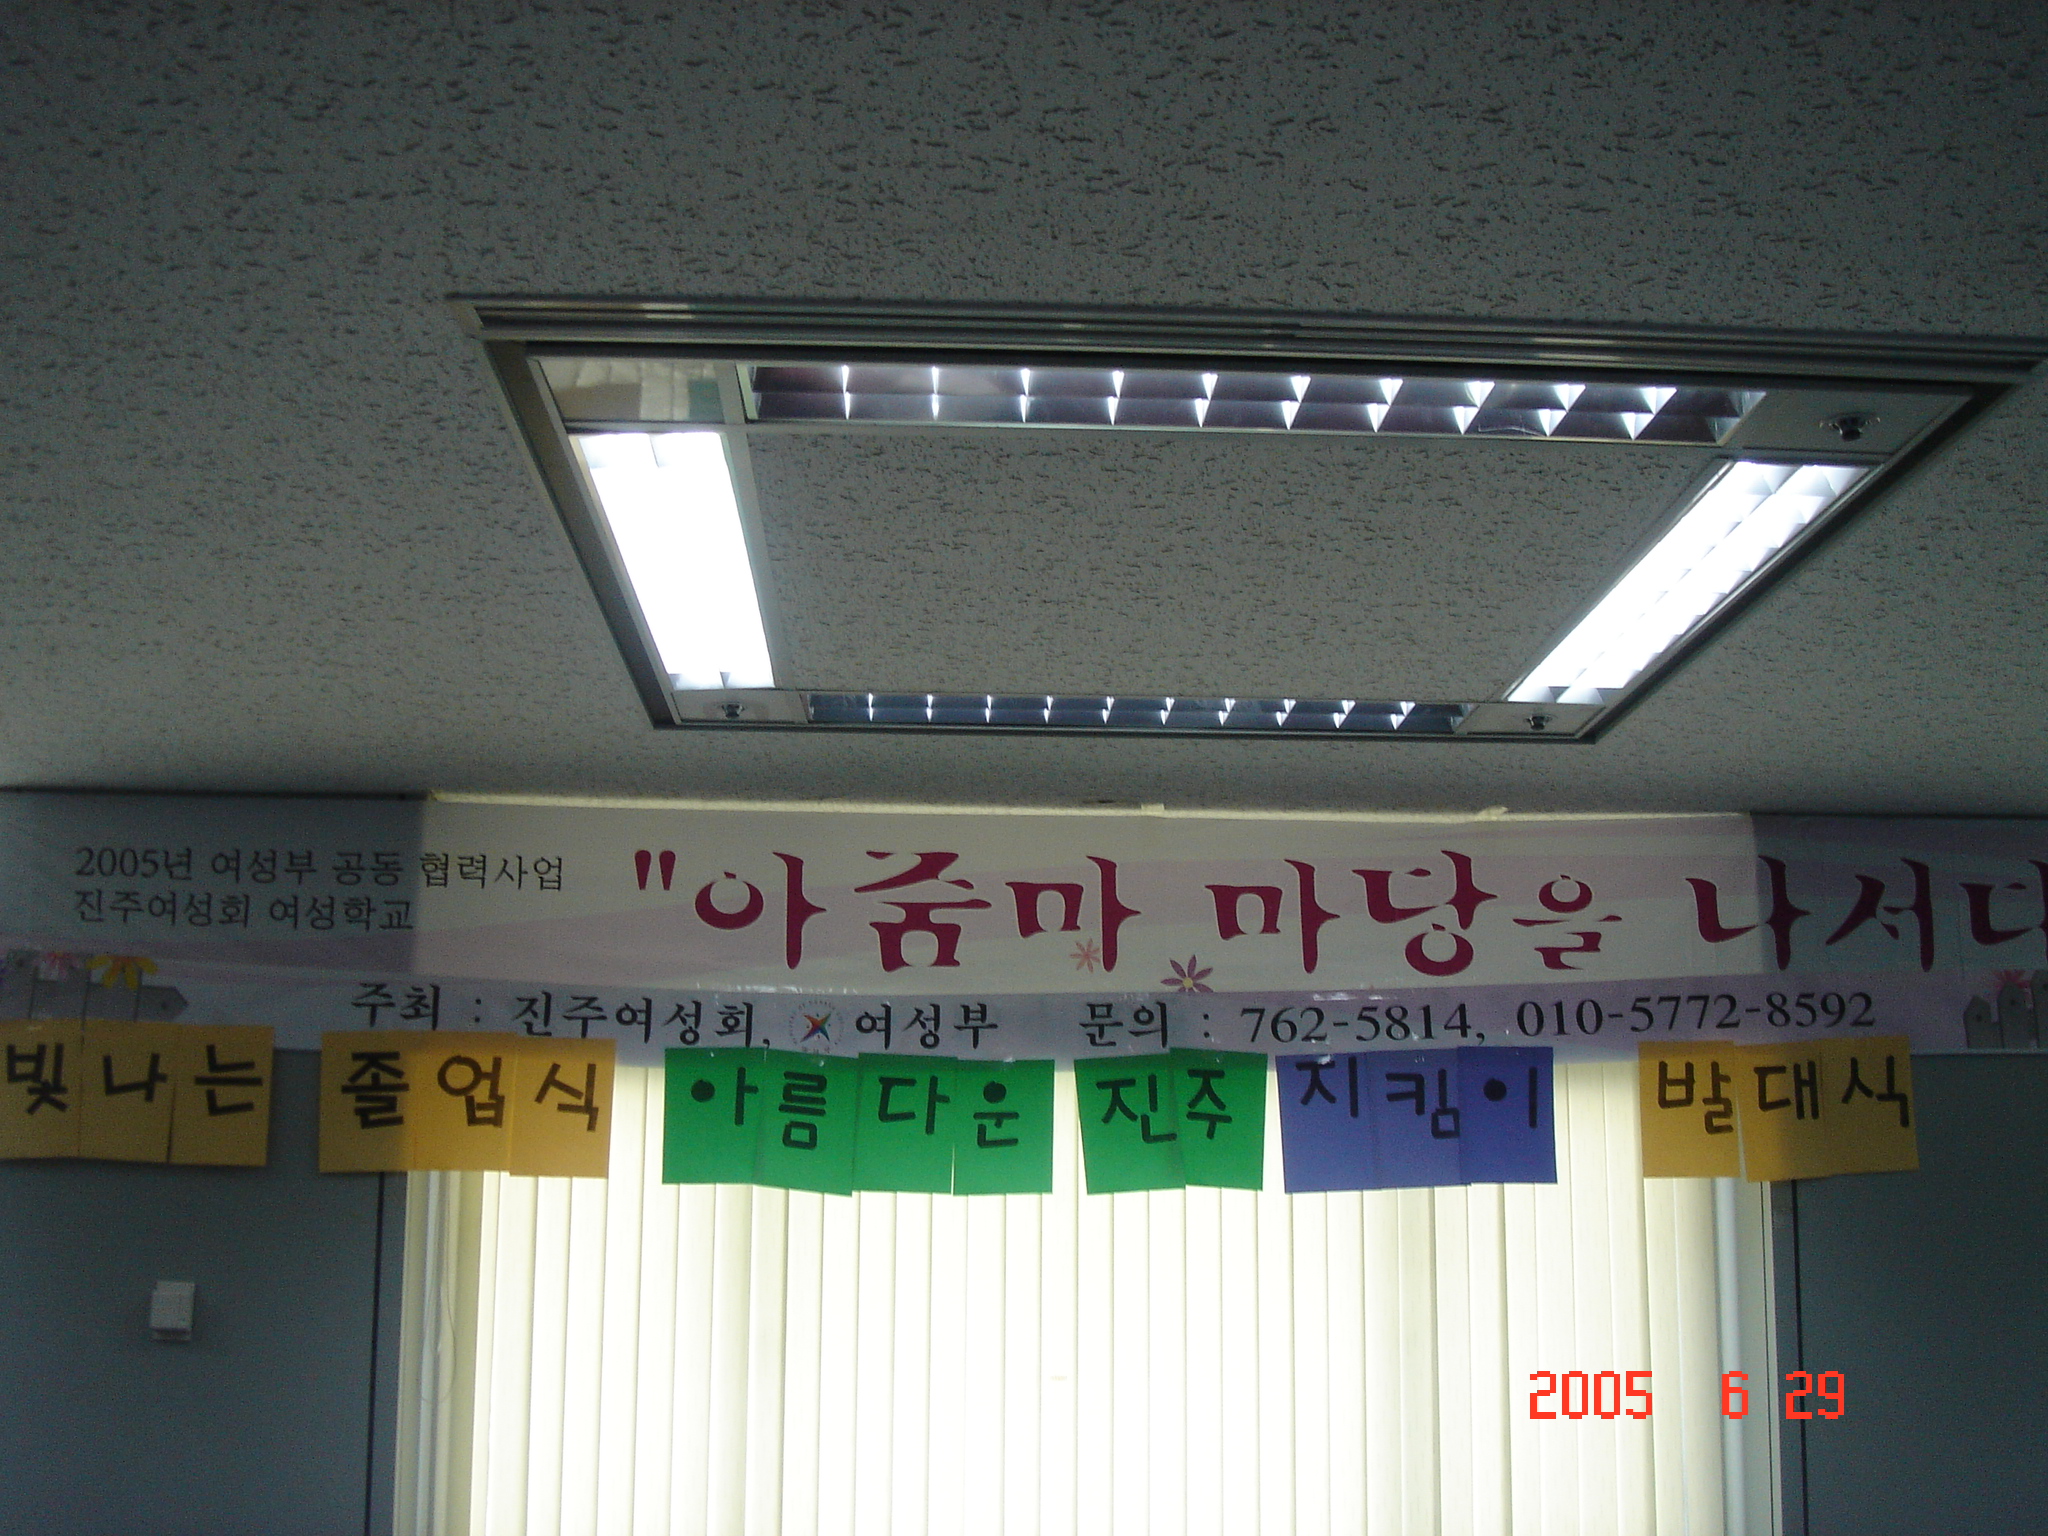 2005년 여성부 공동 협력사업
진주여성회 여성학교
"아줌마 마당을 나서다
주최 : 진주여성회, 여성부 문의 : 762-5814, 010-5772-8592
빛나는 졸업식 아름다운 진주 지킴이 발대식
2005 6 29